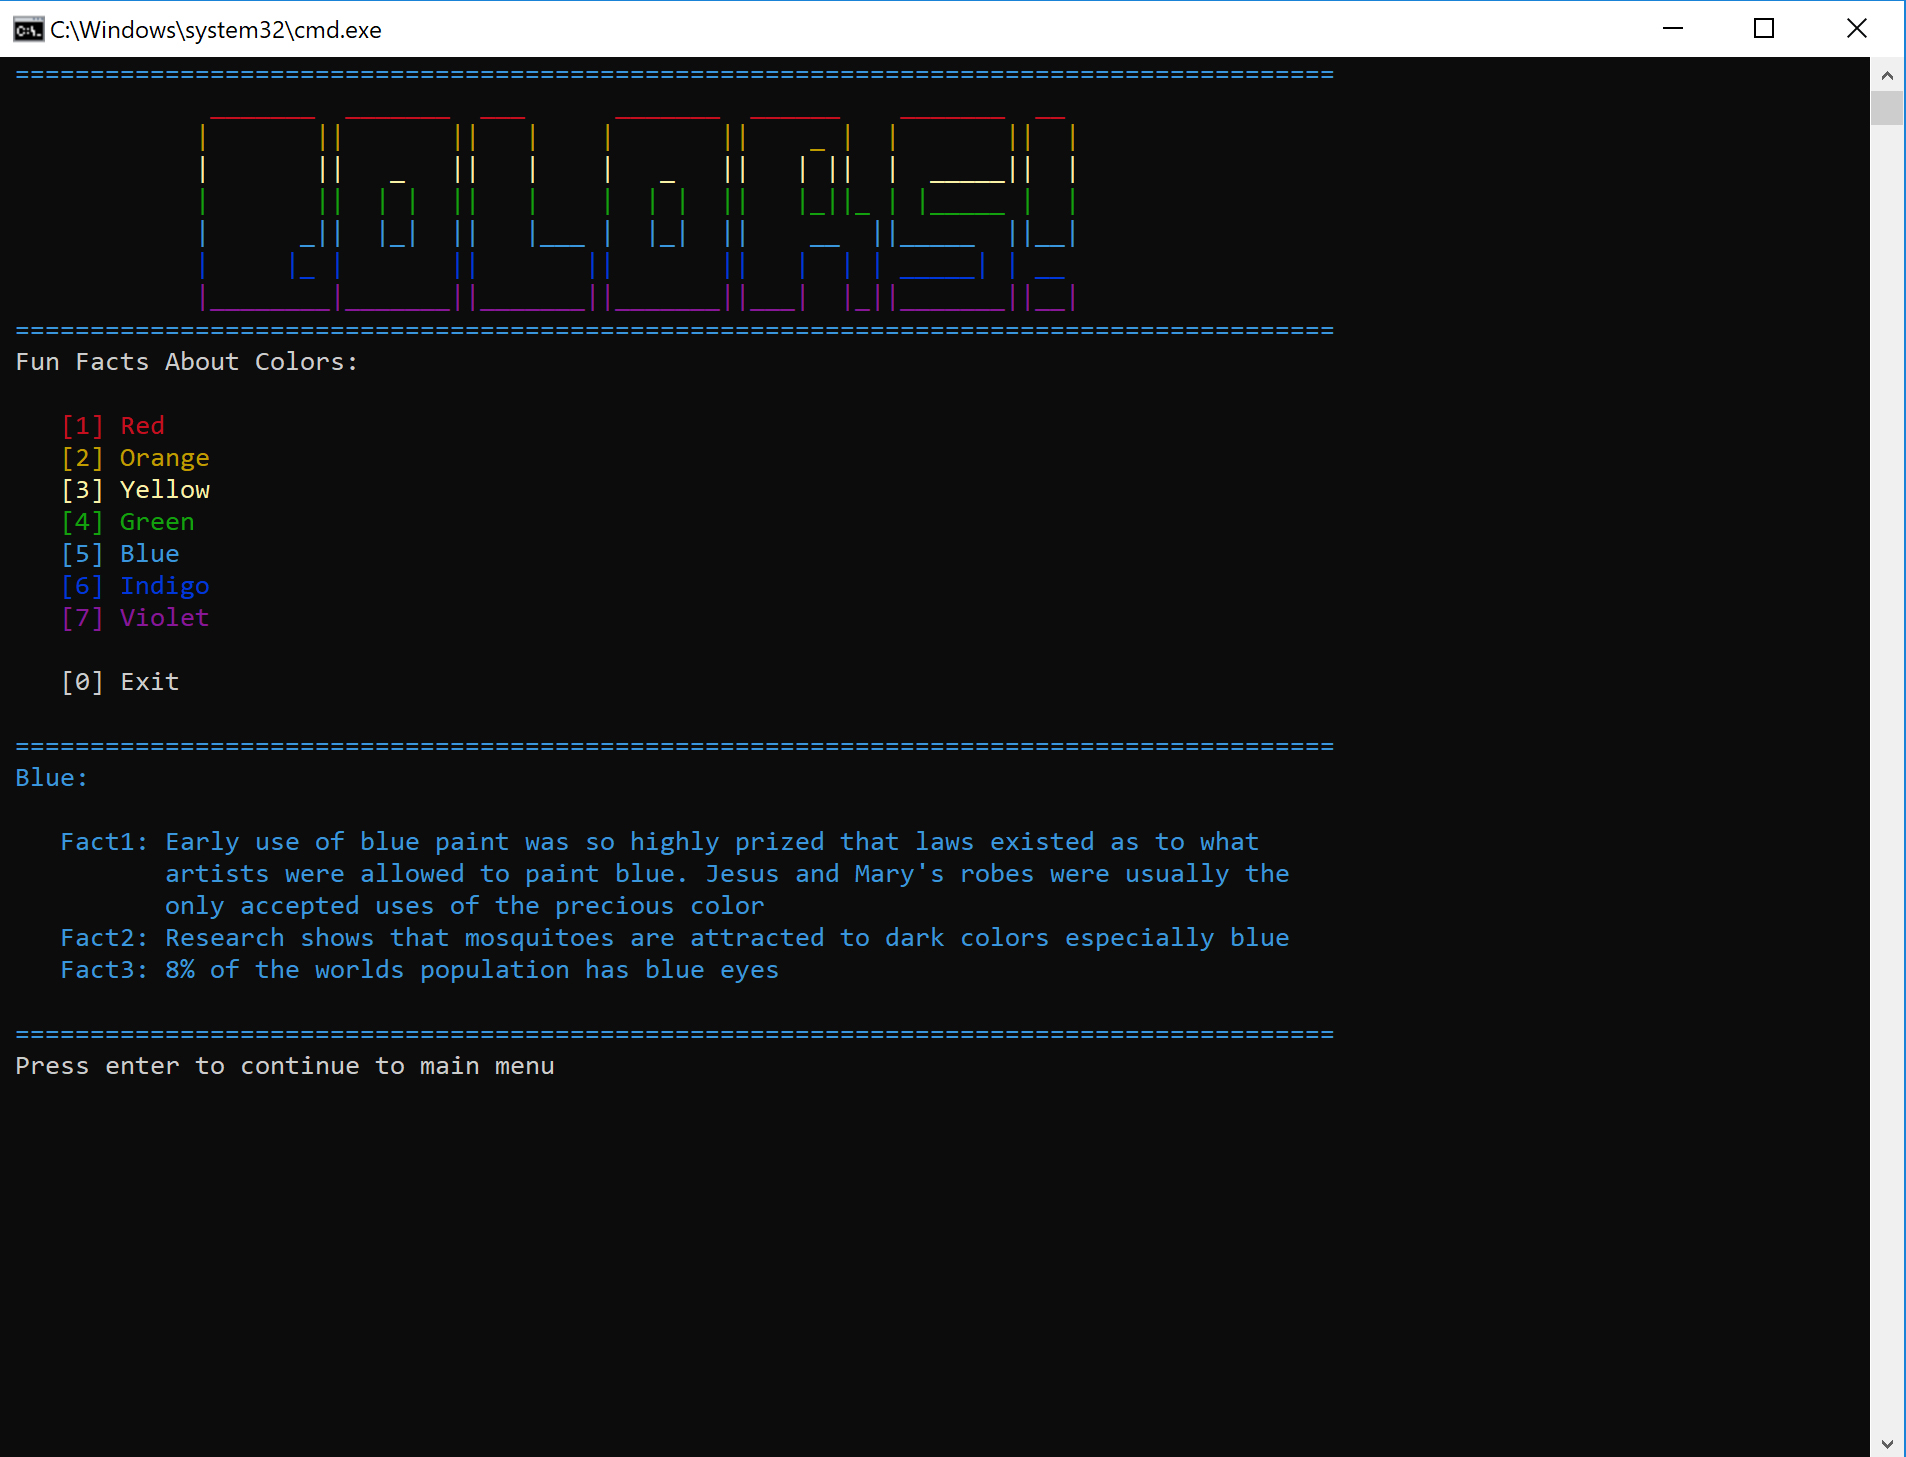 C:\Windows\system32\cmd.exe
COLORS!
Fun Facts About Colors:
[1] Red
[2] Orange
[3] Yellow
[4] Green
[5] Blue
[6] Indigo
[7] Violet
[0] Exit
Blue:
Fact1: Early use of blue paint was so highly prized that laws existed as to what
artists were allowed to paint blue. Jesus and Mary's robes were usually the
only accepted uses of the precious color
Fact2: Research shows that mosquitoes are attracted to dark colors especially blue
Fact3: 8% of the worlds population has blue eyes
Press enter to continue to main menu